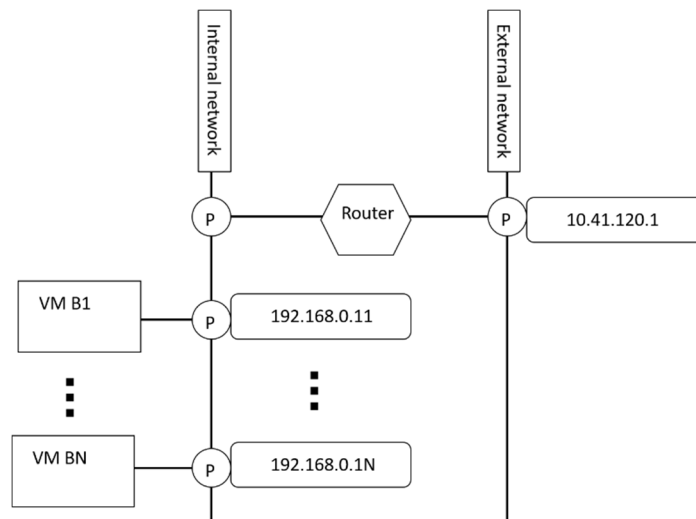 Internal network
External network
P
Router
P
10.41.120.1
VM B1
P
192.168.0.11
VM BN
P
192.168.0.1N